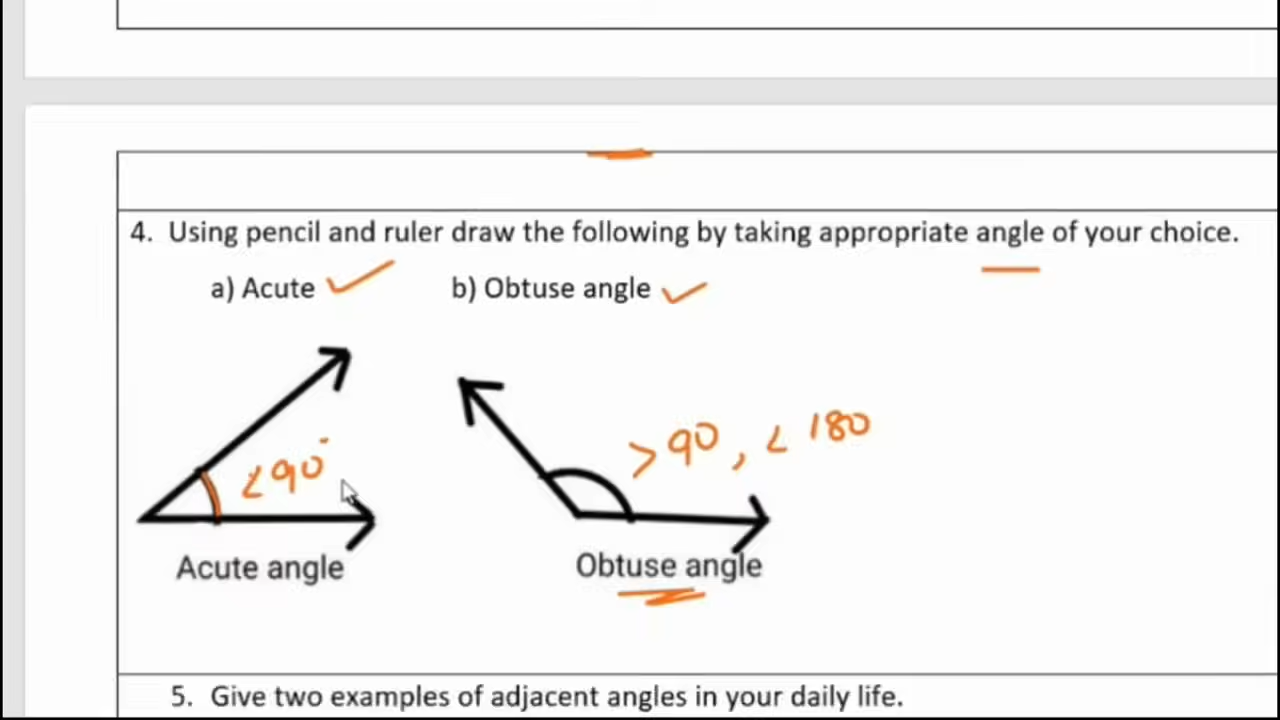 4. Using pencil and ruler draw the following by taking appropriate angle of your choice.
a) Acute b) Obtuse angle
<90°
>90, <180
Acute angle
Obtuse angle
5. Give two examples of adjacent angles in your daily life.